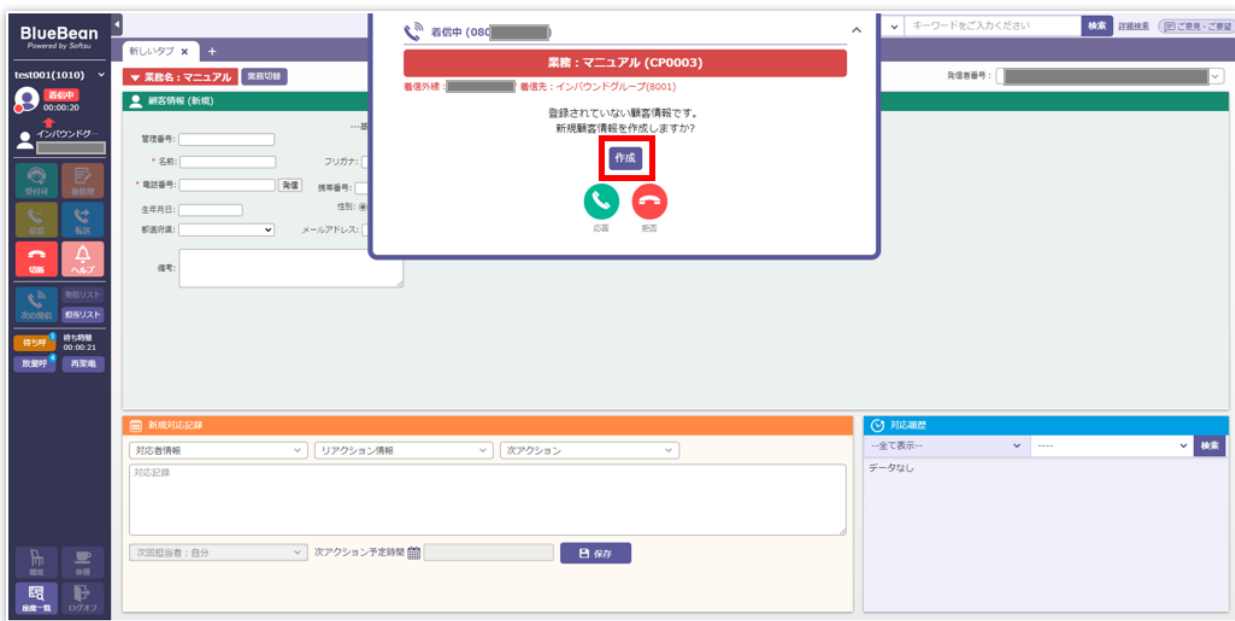 BlueBean
Powered by Softsu
test001(1010)
着信中
00:00:20
インバウンドグ…
受付可
後処理
保留
転送
切断
ヘルプ
次の発信
発信リスト
担当リスト
待ち呼
1
待ち時間
00:00:21
放棄呼
4
再架電
離席
休憩
座席一覧
ログオフ
新しいタブ × +
キーワードをご入力ください
検索
詳細検索
ご意見・ご要望
▼ 業務名：マニュアル
業務切替
発信者番号：
顧客情報 (新規)
管理番号:
* 名前:
フリガナ:
* 電話番号:
発信
携帯番号:
生年月日:
性別:
都道府県:
メールアドレス:
備考:
着信中 (080
)
業務：マニュアル (CP0003)
着信外線：
着信先：インバウンドグループ(8001)
登録されていない顧客情報です。
新規顧客情報を作成しますか?
作成
応答
拒否
新規対応記録
対応者情報
リアクション情報
次アクション
対応記録
次回担当者：自分
次アクション予定時間
保存
対応履歴
--全て表示--
----
検索
データなし